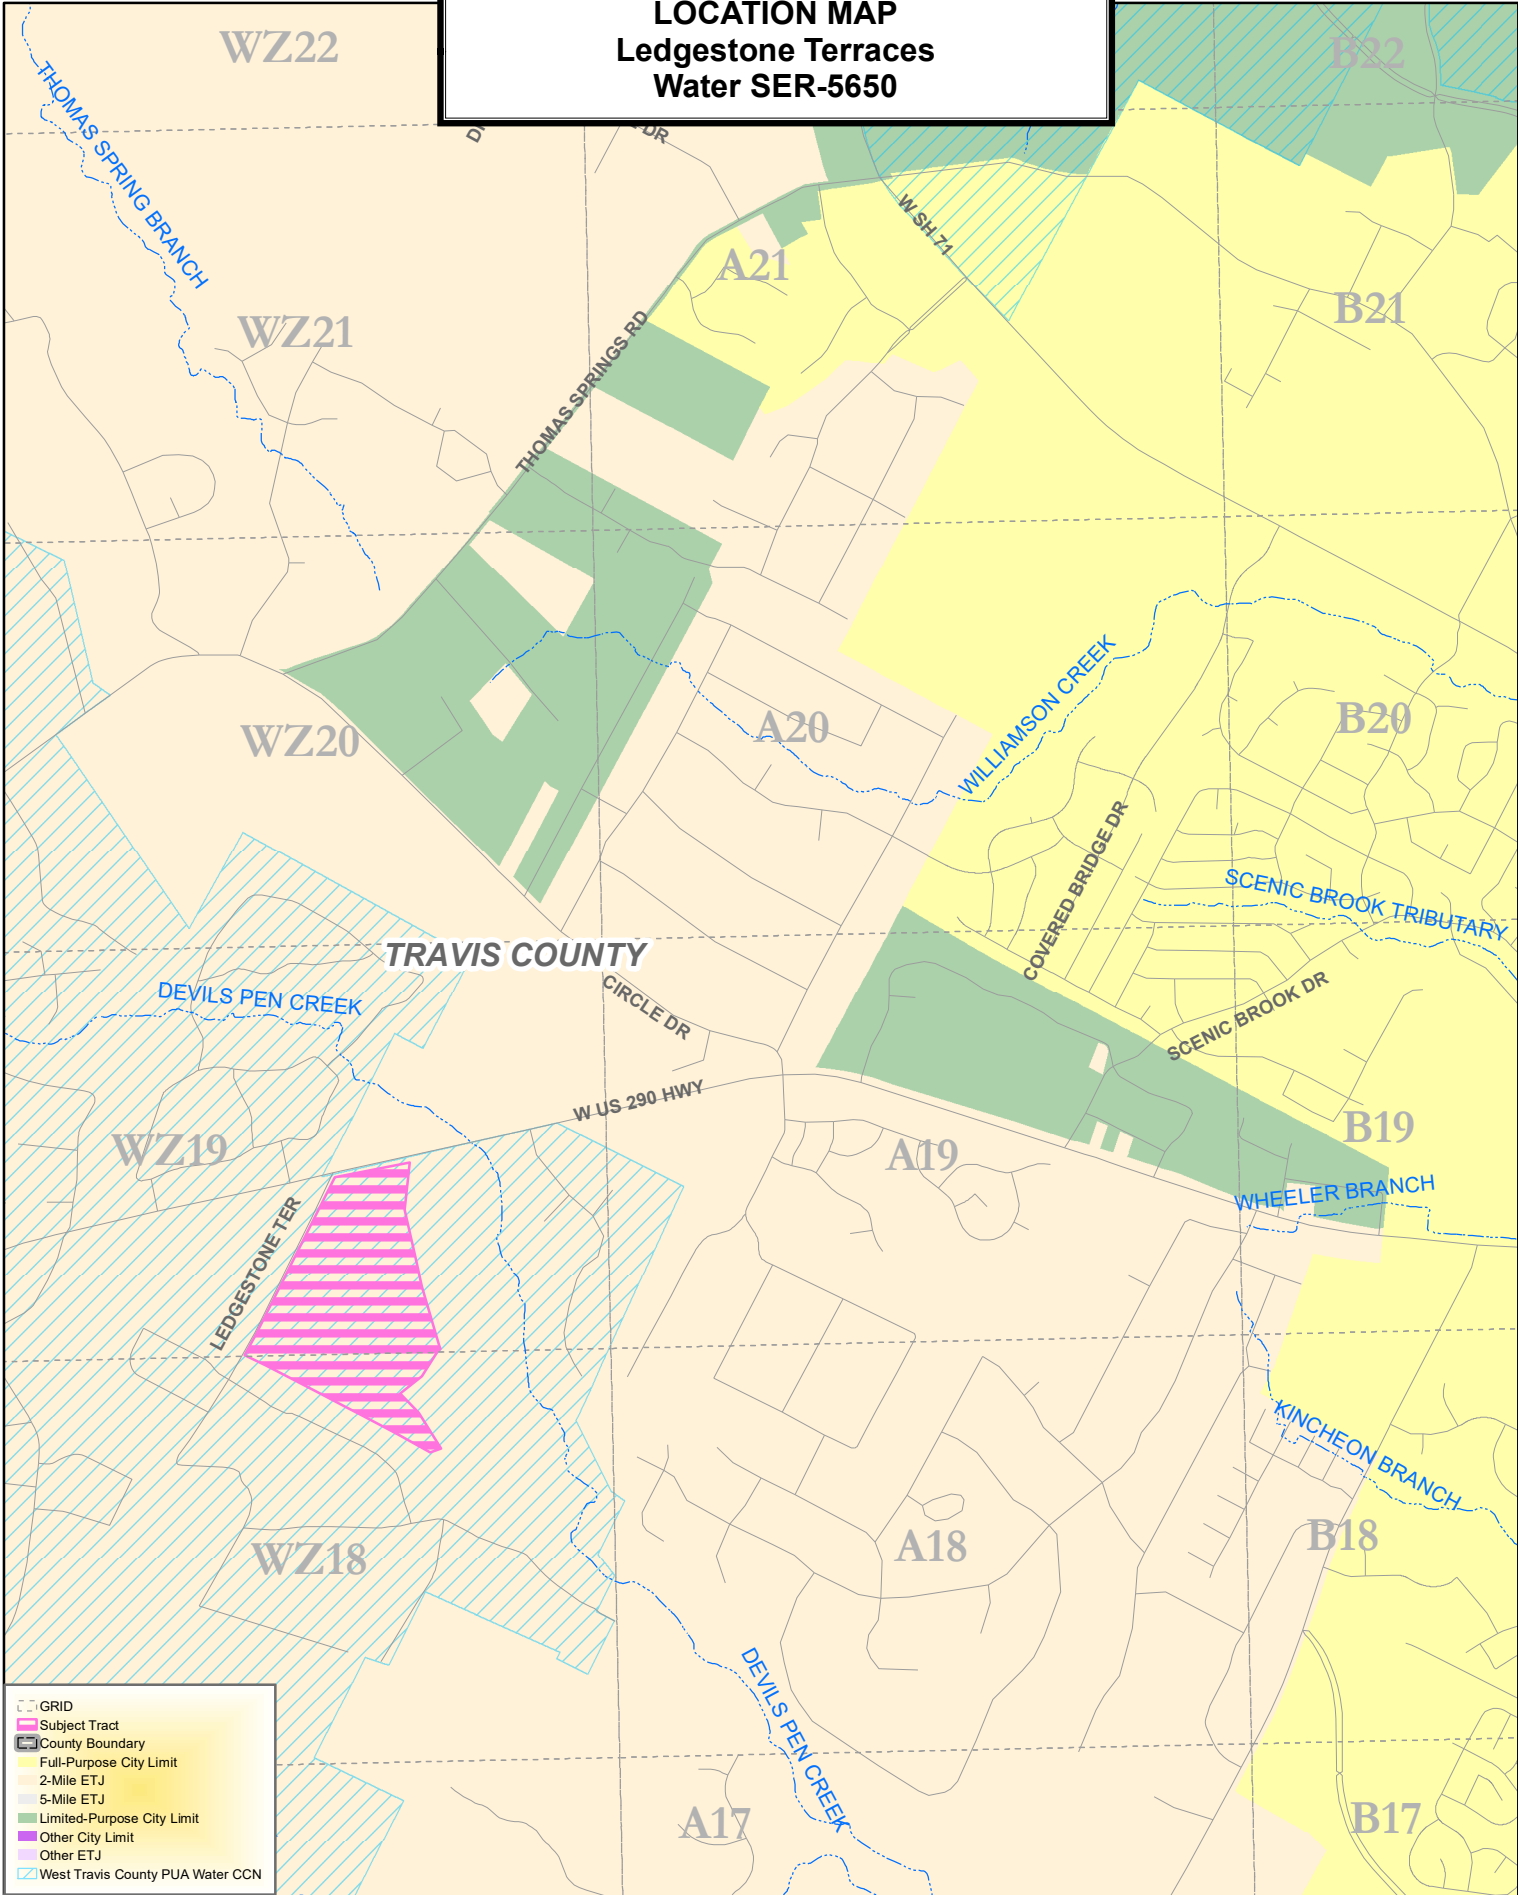 LOCATION MAP
Ledgestone Terraces
Water SER-5650
WZ22
B22
DR
THOMAS SPRING BRANCH
W SH 71
A21
B21
WZ21
THOMAS SPRINGS RD
WILLIAMSON CREEK
WZ20
A20
B20
COVERED BRIDGE DR
SCENIC BROOK TRIBUTARY
TRAVIS COUNTY
DEVILS PEN CREEK
CIRCLE DR
SCENIC BROOK DR
W US 290 HWY
WZ19
A19
B19
WHEELER BRANCH
LEDGESTONE TER
KINCHEON BRANCH
WZ18
A18
B18
DEVILS PEN CREEK
A17
B17
GRID
Subject Tract
County Boundary
Full-Purpose City Limit
2-Mile ETJ
5-Mile ETJ
Limited-Purpose City Limit
Other City Limit
Other ETJ
West Travis County PUA Water CCN